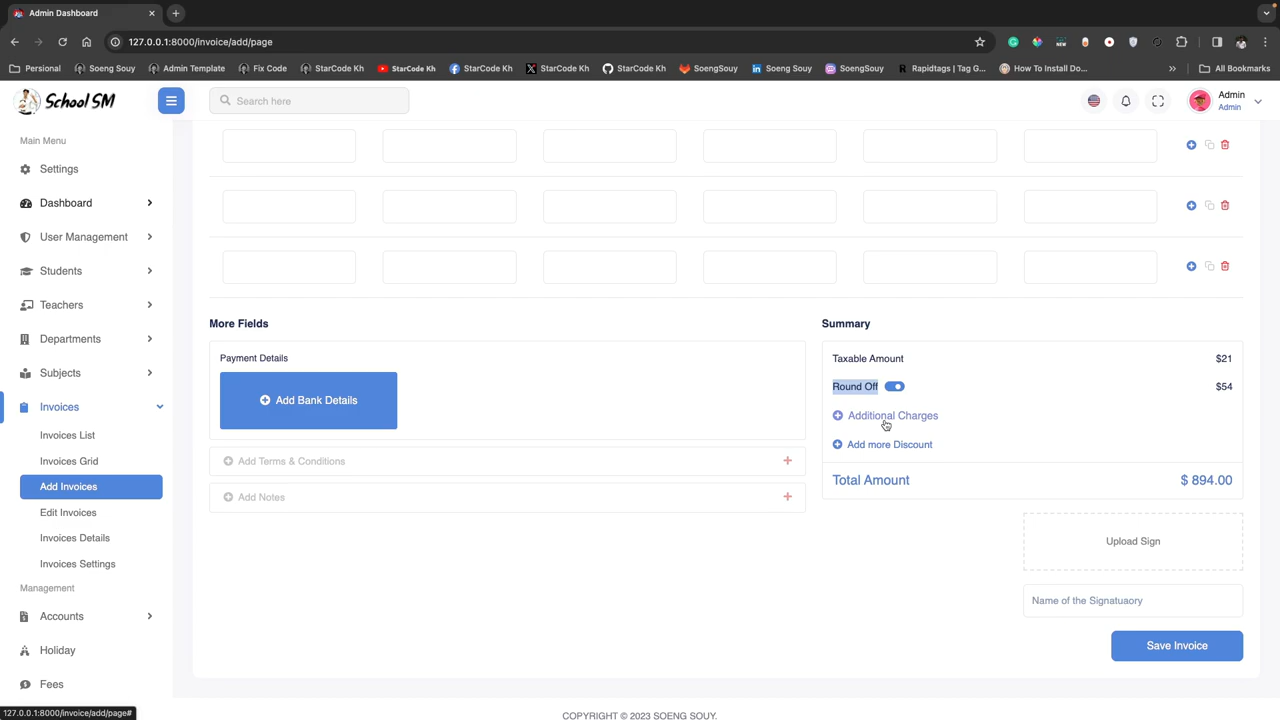 Admin Dashboard
127.0.0.1:8000/invoice/add/page
Personal
Soeng Souy
Admin Template
Fix Code
StarCode Kh
StarCode Kh
StarCode Kh
StarCode Kh
StarCode Kh
SoengSouy
Soeng Souy
SoengSouy
Rapidtags | Tag G...
How To Install Do...
All Bookmarks
School SM
Search here
Admin
Admin
Main Menu
Settings
Dashboard
User Management
Students
Teachers
Departments
Subjects
Invoices
Invoices List
Invoices Grid
Add Invoices
Edit Invoices
Invoices Details
Invoices Settings
Management
Accounts
Holiday
Fees
More Fields
Payment Details
Add Bank Details
Add Terms & Conditions
Add Notes
Summary
Taxable Amount $21
Round Off $54
Additional Charges
Add more Discount
Total Amount $ 894.00
Upload Sign
Name of the Signatuaory
Save Invoice
127.0.0.1:8000/invoice/add/page#
COPYRIGHT © 2023 SOENG SOUY.